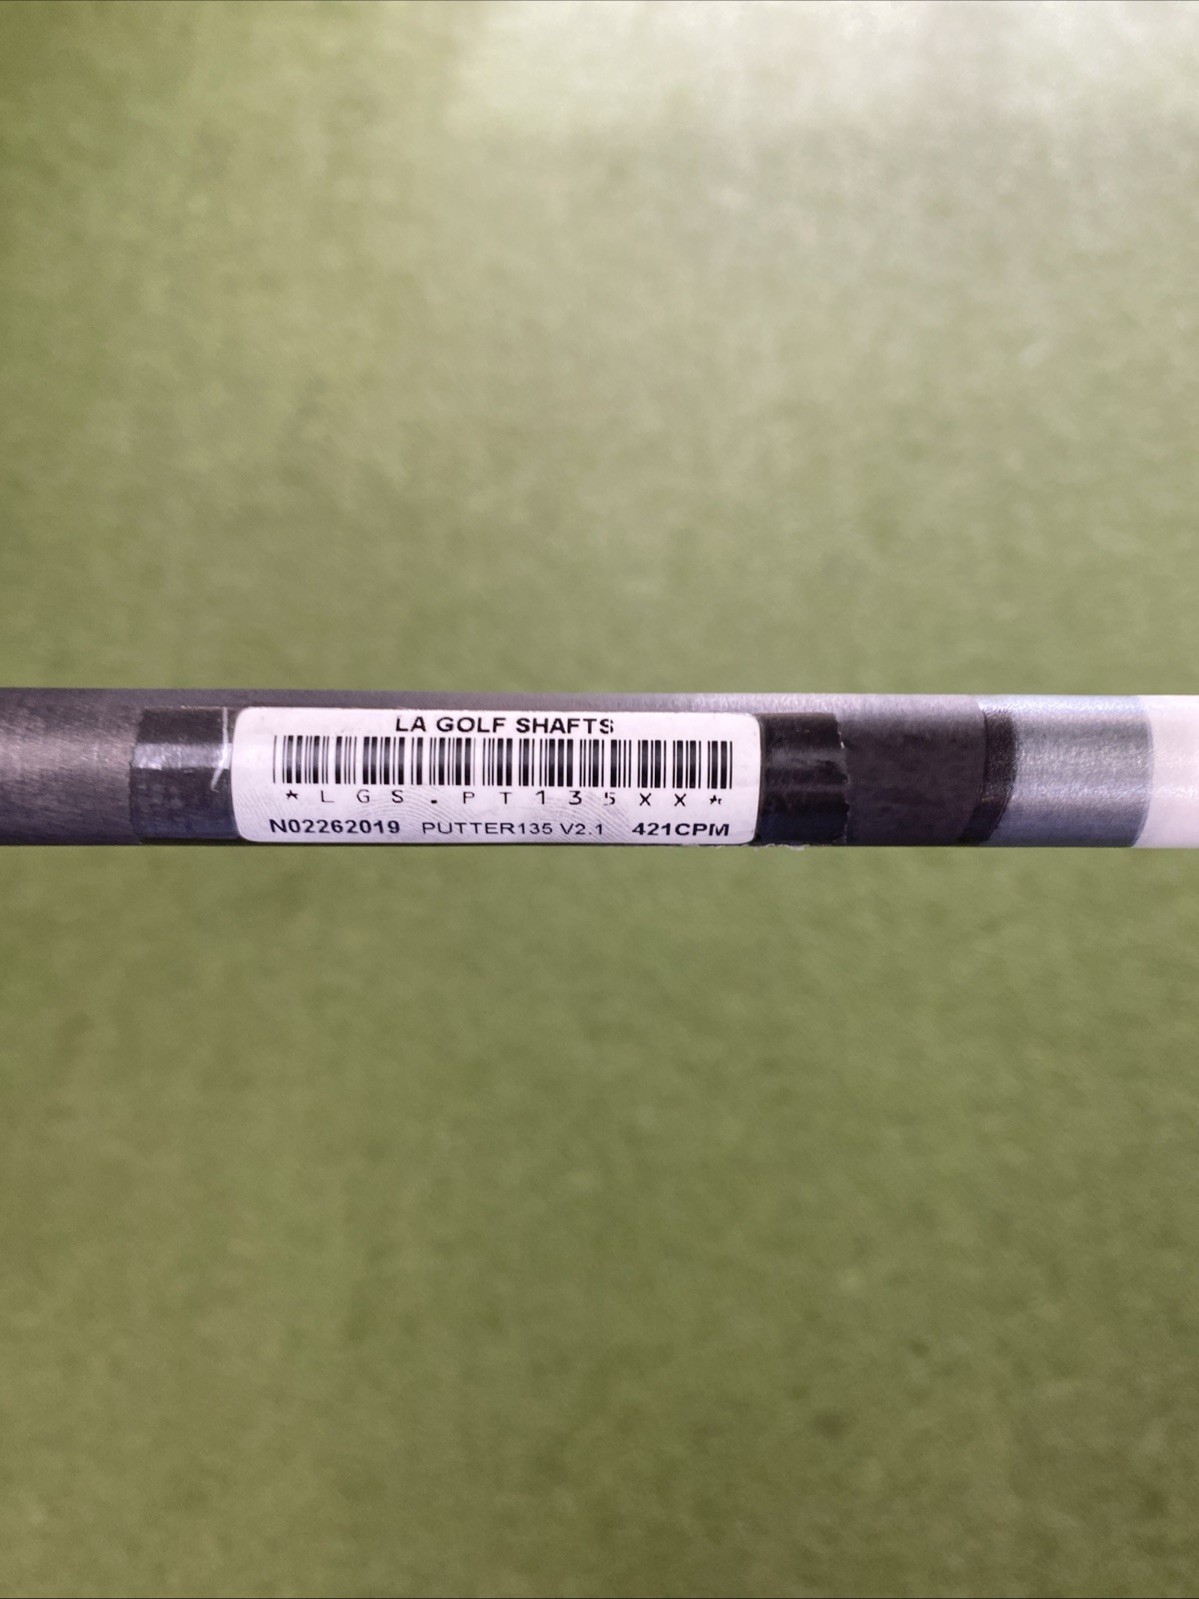 LA GOLF SHAFTS
*LGS.PT135XX*
N02262019 PUTTER135 V2.1 421CPM